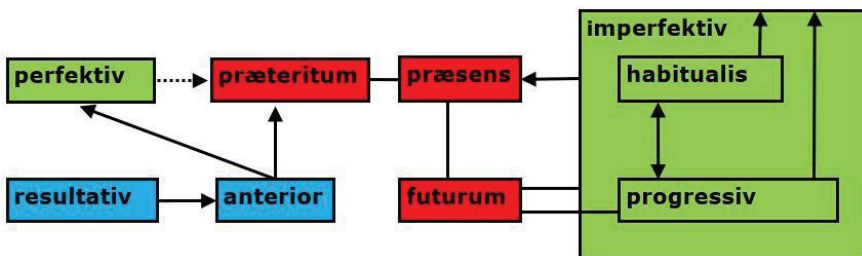 imperfektiv
perfektiv
præteritum
præsens
habitualis
resultativ
anterior
futurum
progressiv